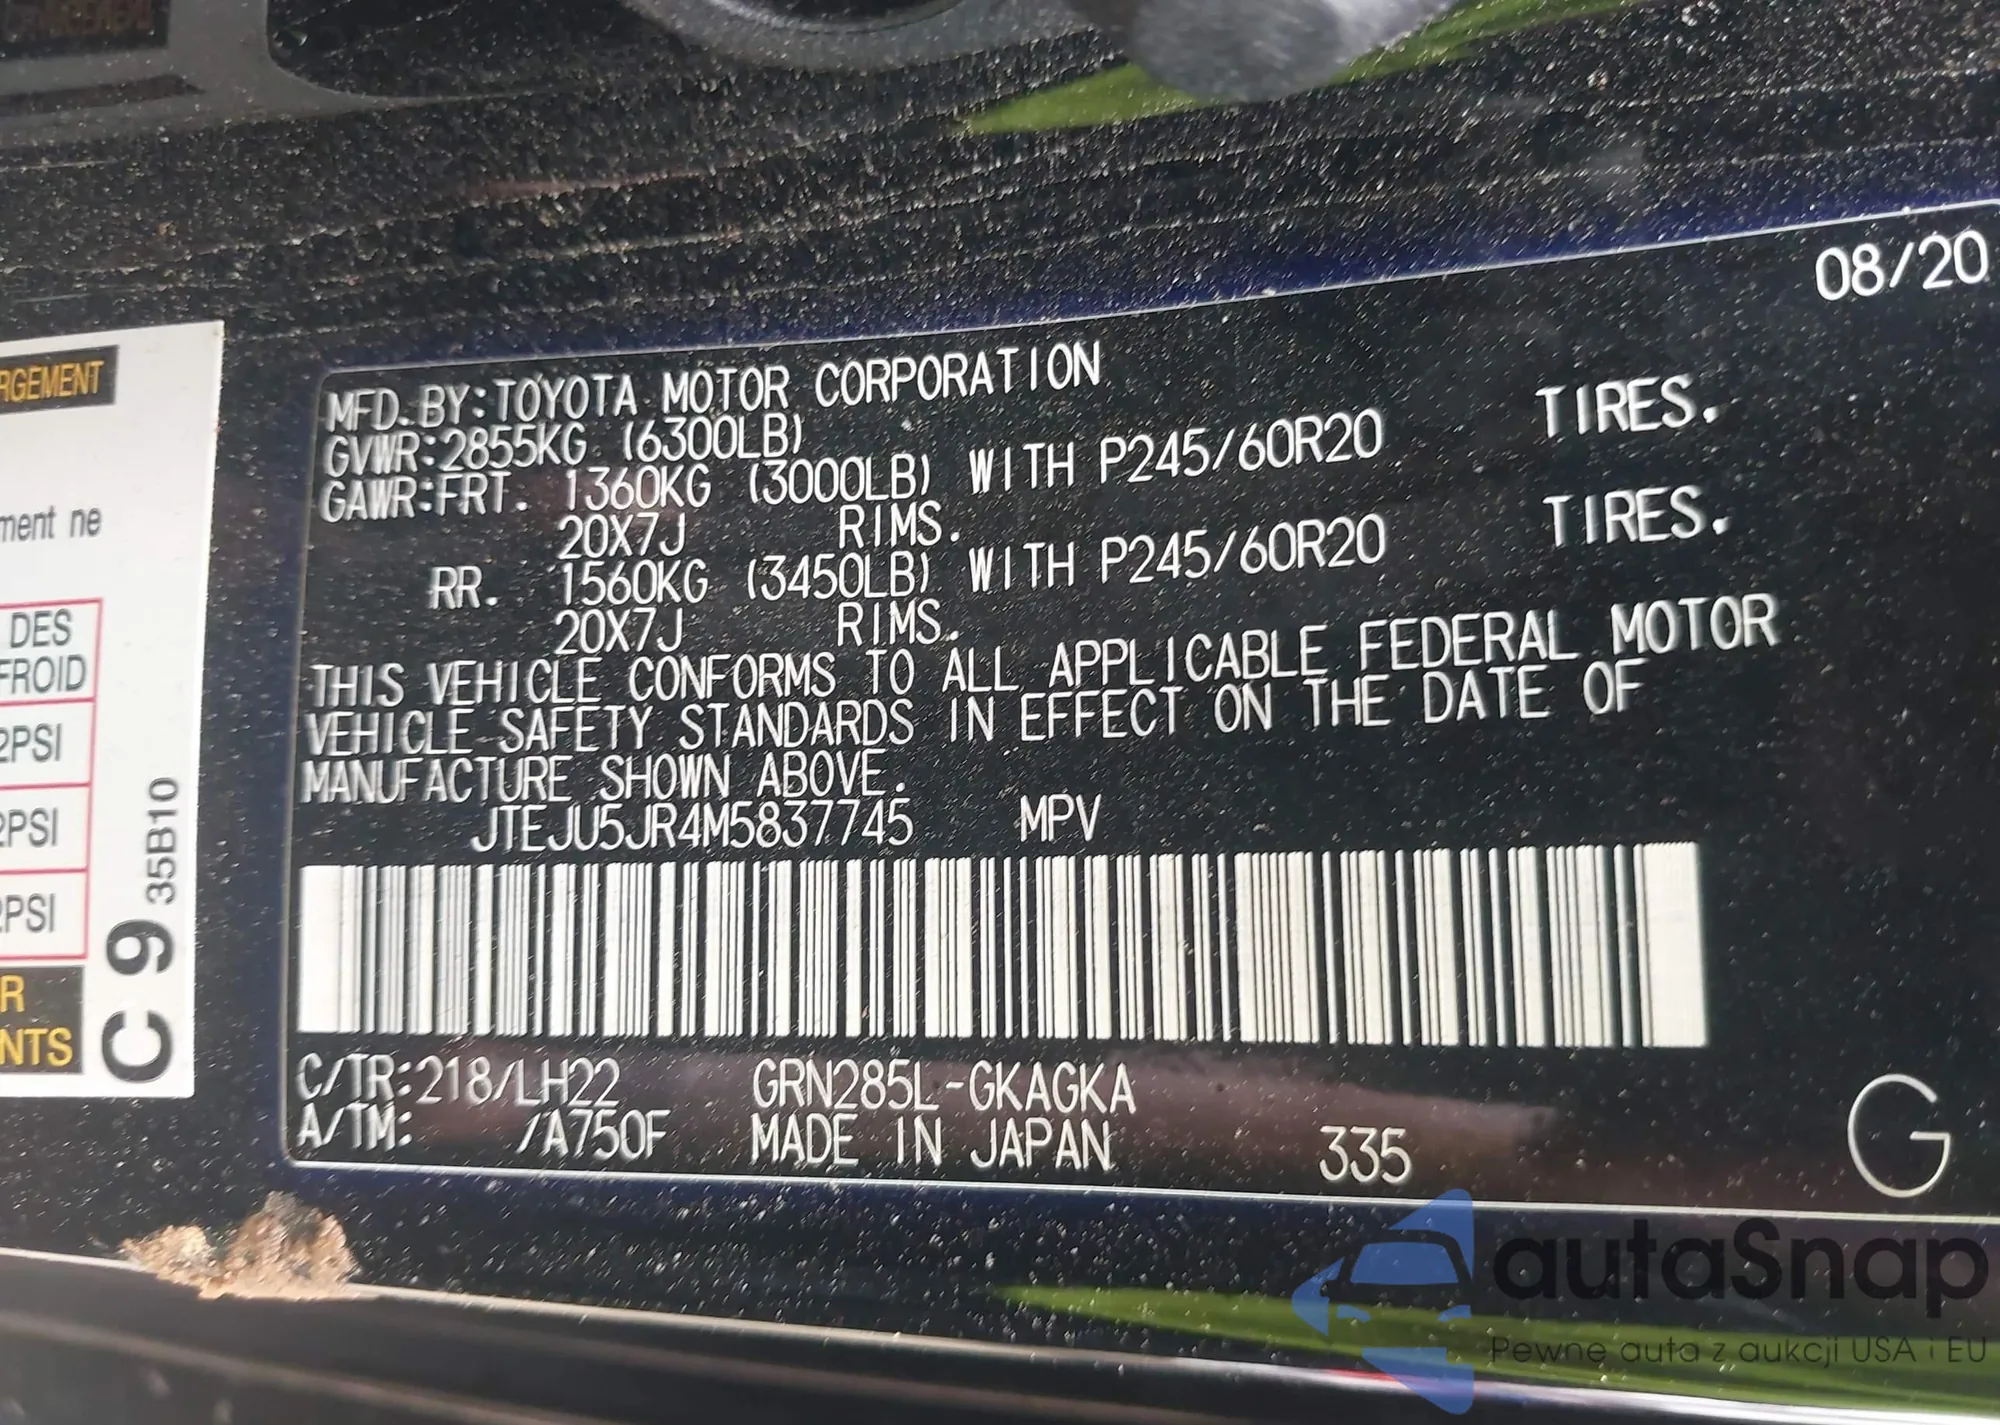 08/20
MFD. BY: TOYOTA MOTOR CORPORATION
GVWR:2855KG (6300LB)
GAWR:FRT. 1360KG (3000LB) WITH P245/60R20 TIRES.
20X7J RIMS.
RR. 1560KG (3450LB) WITH P245/60R20 TIRES.
20X7J RIMS.
THIS VEHICLE CONFORMS TO ALL APPLICABLE FEDERAL MOTOR
VEHICLE SAFETY STANDARDS IN EFFECT ON THE DATE OF
MANUFACTURE SHOWN ABOVE.
JTEJU5JR4M5837745 MPV
C/TR:218/LH22 GRN285L-GKAGKA
A/TM: /A750F MADE IN JAPAN 335
G
RGEMENT
ment ne
DES
FROID
2PSI
2PSI
2PSI
R
NTS
C 9 35B10
autaSnap
Pewne auta z aukcji USA i EU